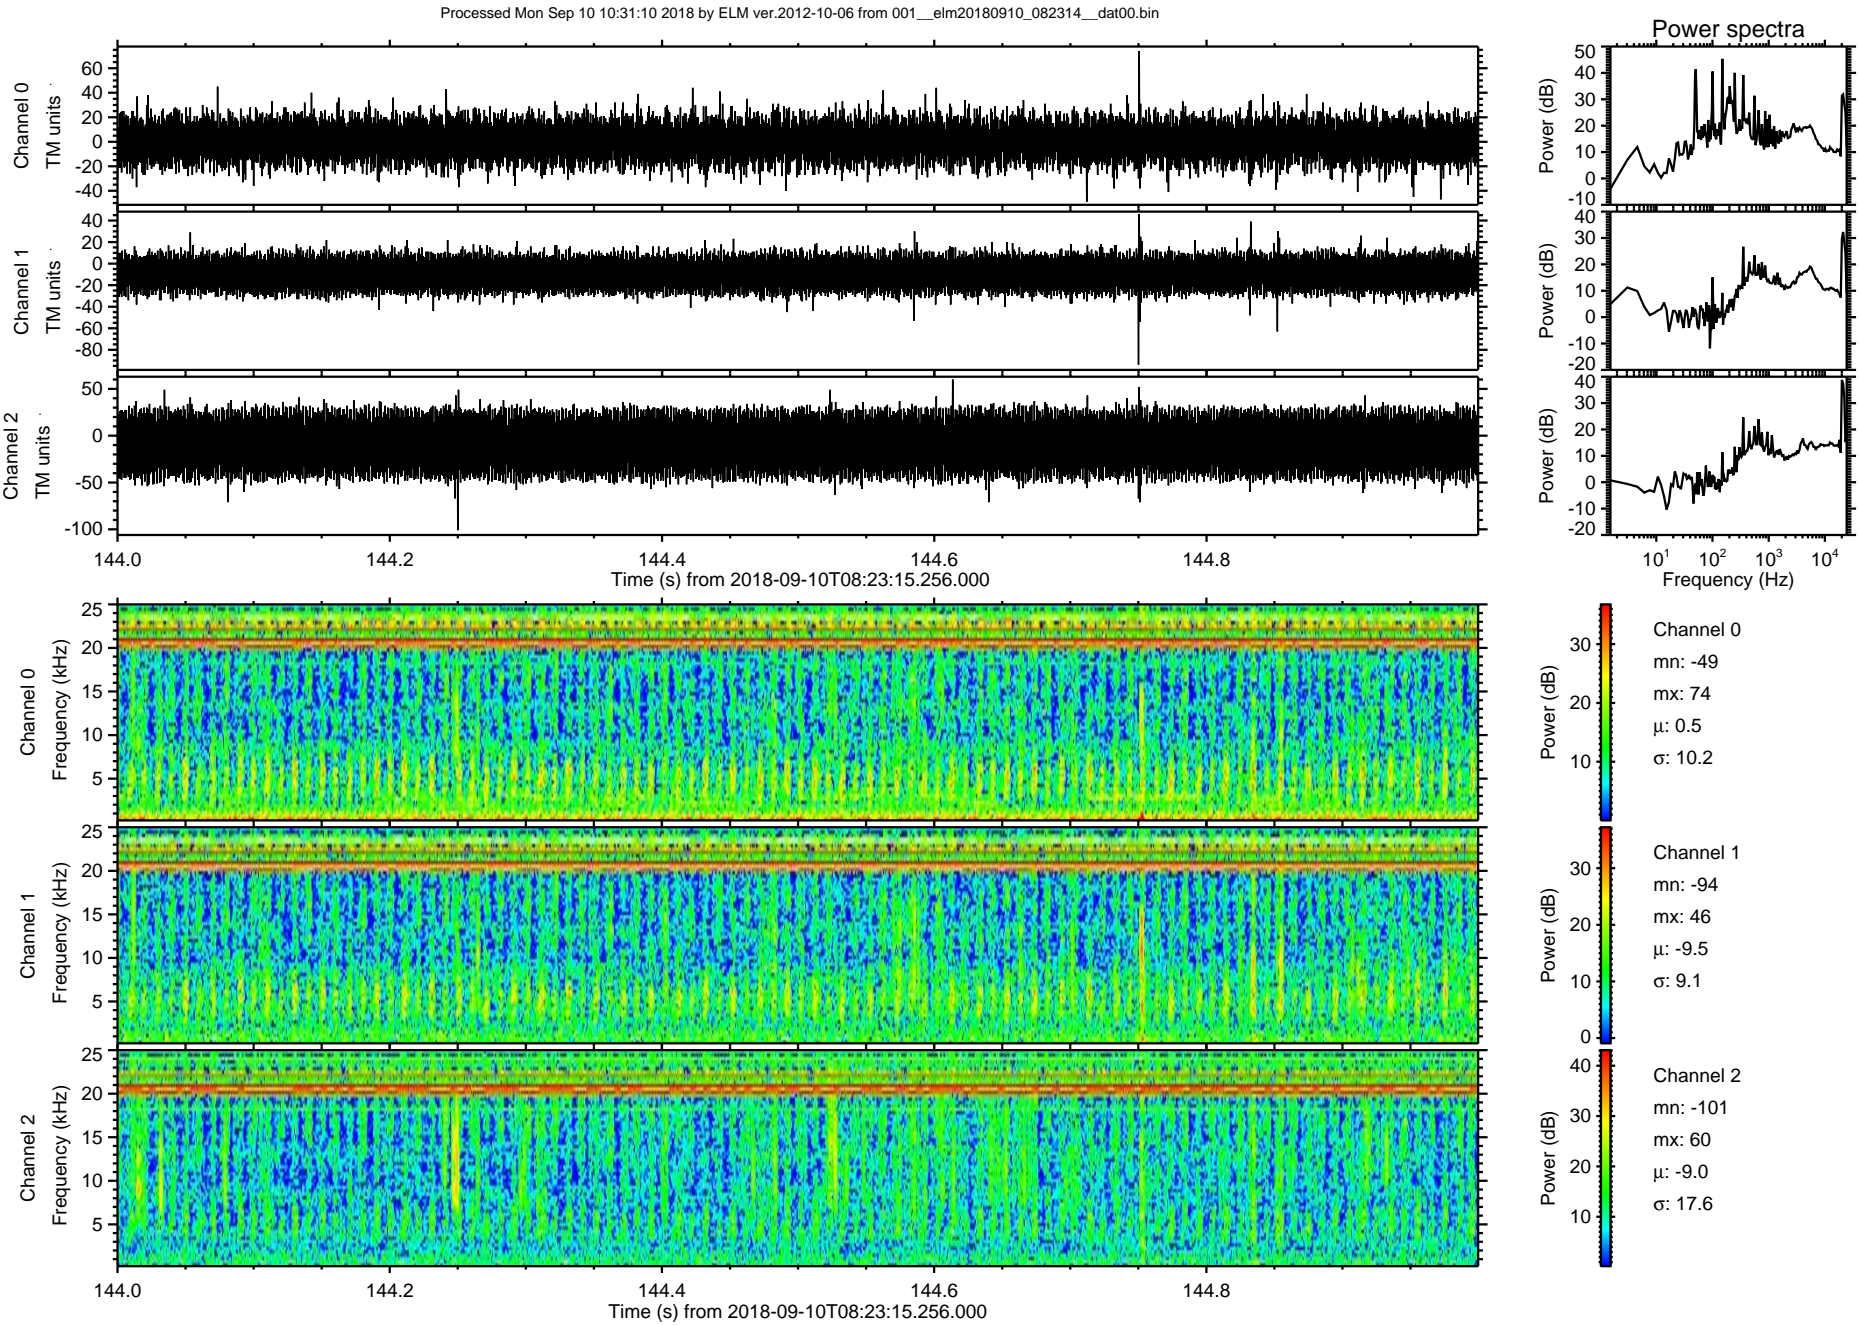 Processed Mon Sep 10 10:31:10 2018 by ELM ver.2012-10-06 from 001__elm20180910_082314__dat00.bin
Power spectra
Channel 0
TM units
60
40
20
0
-20
-40
Power (dB)
50
40
30
20
10
0
-10
Channel 1
TM units
40
20
0
-20
-40
-60
-80
Power (dB)
40
30
20
10
0
-10
-20
Channel 2
TM units
50
0
-50
-100
Power (dB)
40
30
20
10
0
-10
-20
144.0 144.2 144.4 144.6 144.8
Time (s) from 2018-09-10T08:23:15.256.000
10¹ 10² 10³ 10⁴
Frequency (Hz)
Channel 0
Frequency (kHz)
25
20
15
10
5
Power (dB)
30
20
10
Channel 0
mn: -49
mx: 74
μ: 0.5
σ: 10.2
Channel 1
Frequency (kHz)
25
20
15
10
5
Power (dB)
30
20
10
0
Channel 1
mn: -94
mx: 46
μ: -9.5
σ: 9.1
Channel 2
Frequency (kHz)
25
20
15
10
5
Power (dB)
40
30
20
10
Channel 2
mn: -101
mx: 60
μ: -9.0
σ: 17.6
144.0 144.2 144.4 144.6 144.8
Time (s) from 2018-09-10T08:23:15.256.000